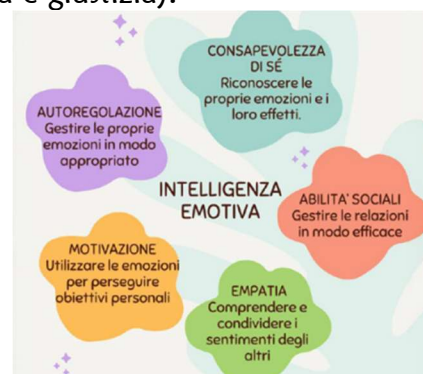 a e giustizia).
CONSAPEVOLEZZA
DI SÉ
Riconoscere le
proprie emozioni e i
loro effetti.
AUTOREGOLAZIONE
Gestire le proprie
emozioni in modo
appropriato
INTELLIGENZA
EMOTIVA
ABILITA' SOCIALI
Gestire le relazioni
in modo efficace
MOTIVAZIONE
Utilizzare le emozioni
per perseguire
obiettivi personali
EMPATIA
Comprendere e
condividere i
sentimenti degli
altri